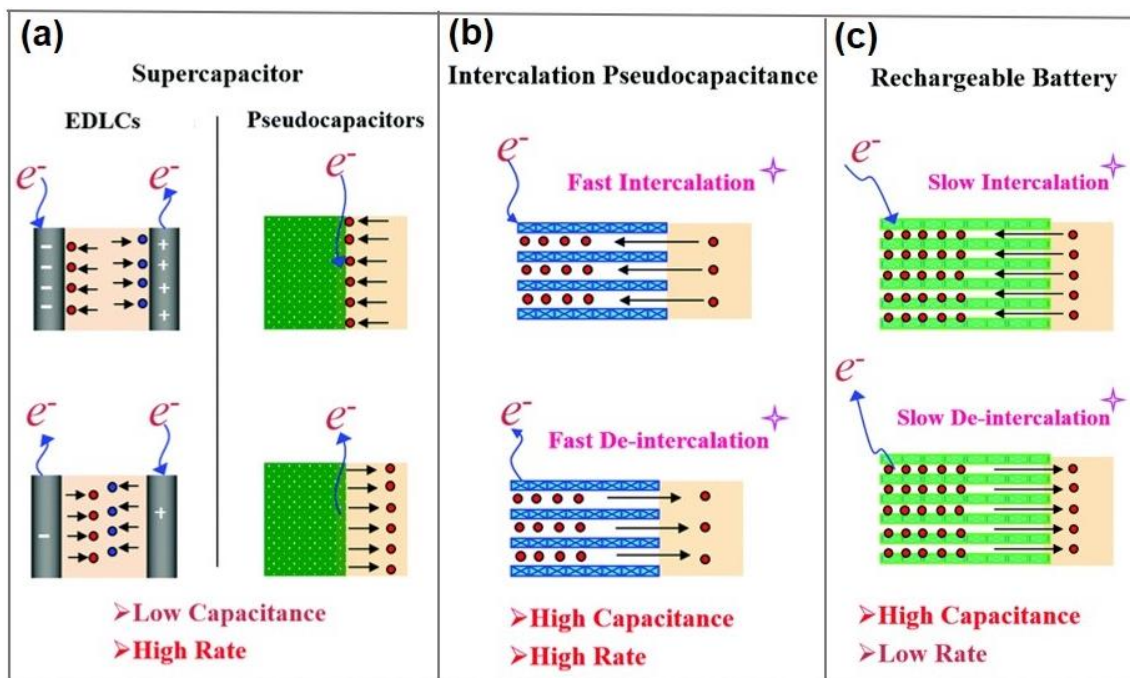 (a)
Supercapacitor
EDLCs
Pseudocapacitors
e-
e-
e-
− + 
− +
− +
− +
e-
e-
e-
− +
➢Low Capacitance
➢High Rate
(b)
Intercalation Pseudocapacitance
e-
Fast Intercalation
e-
Fast De-intercalation
➢High Capacitance
➢High Rate
(c)
Rechargeable Battery
e-
Slow Intercalation
e-
Slow De-intercalation
➢High Capacitance
➢Low Rate